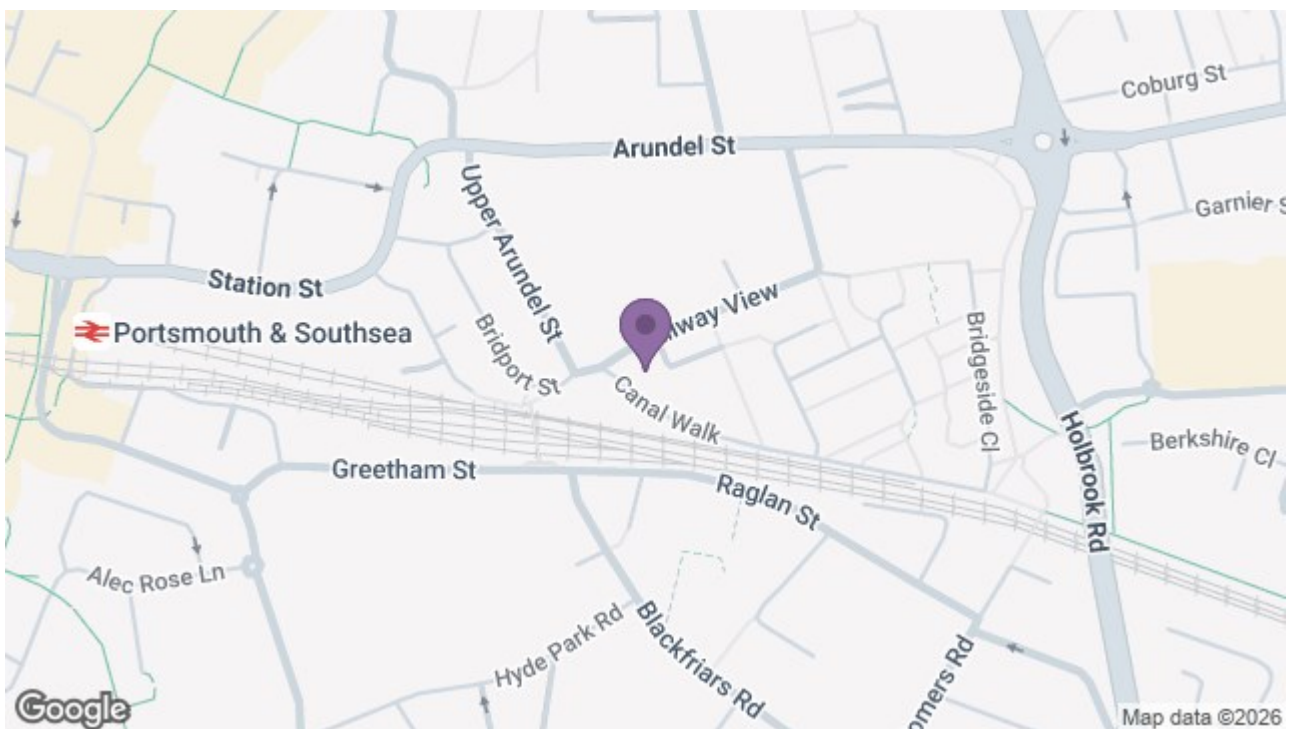 Coburg St
Arundel St
Upper Arundel St
Garnier S
Station St
Railway View
Portsmouth & Southsea
Bridport St
Bridgeside Cl
Canal Walk
Holbrook Rd
Berkshire Cl
Greetham St
Raglan St
Alec Rose Ln
Hyde Park Rd
Blackfriars Rd
omers Rd
Google
Map data ©2026